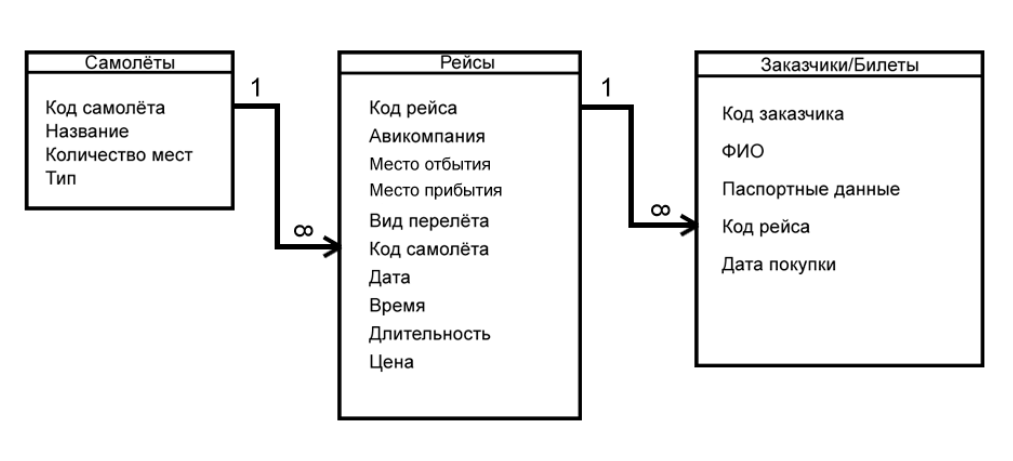 Самолёты
Код самолёта
Название
Количество мест
Тип
1
∞
Рейсы
Код рейса
Авикомпания
Место отбытия
Место прибытия
Вид перелёта
Код самолёта
Дата
Время
Длительность
Цена
1
∞
Заказчики/Билеты
Код заказчика
ФИО
Паспортные данные
Код рейса
Дата покупки